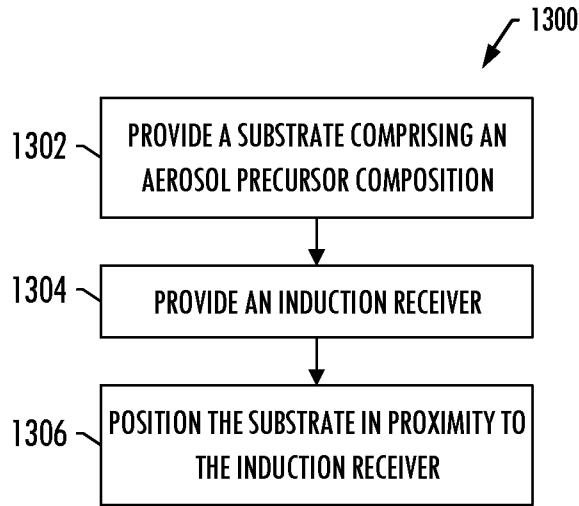 1300
1302
PROVIDE A SUBSTRATE COMPRISING AN
AEROSOL PRECURSOR COMPOSITION
1304
PROVIDE AN INDUCTION RECEIVER
1306
POSITION THE SUBSTRATE IN PROXIMITY TO
THE INDUCTION RECEIVER